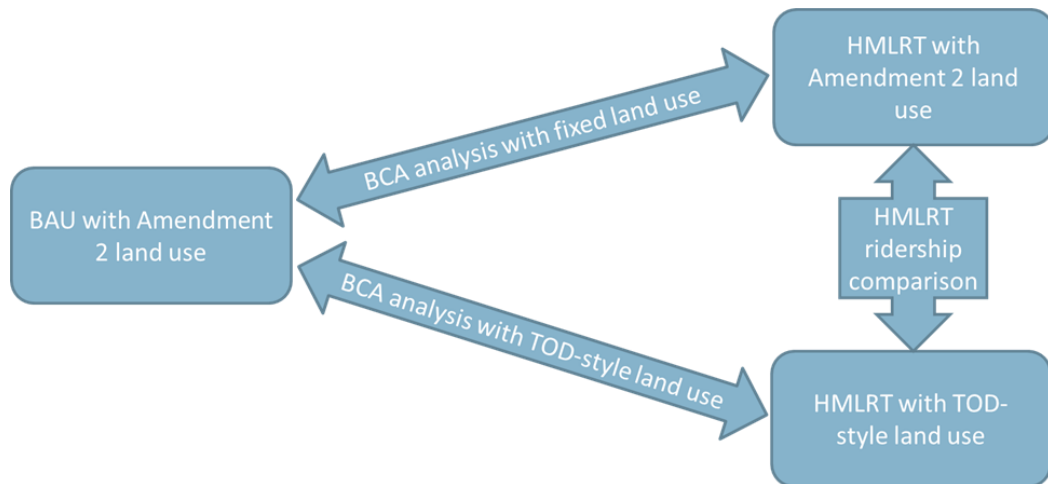 HMLRT with
Amendment 2 land
use
BCA analysis with fixed land use
BAU with Amendment
2 land use
HMLRT
ridership
comparison
BCA analysis with TOD-style land use
HMLRT with TOD-
style land use